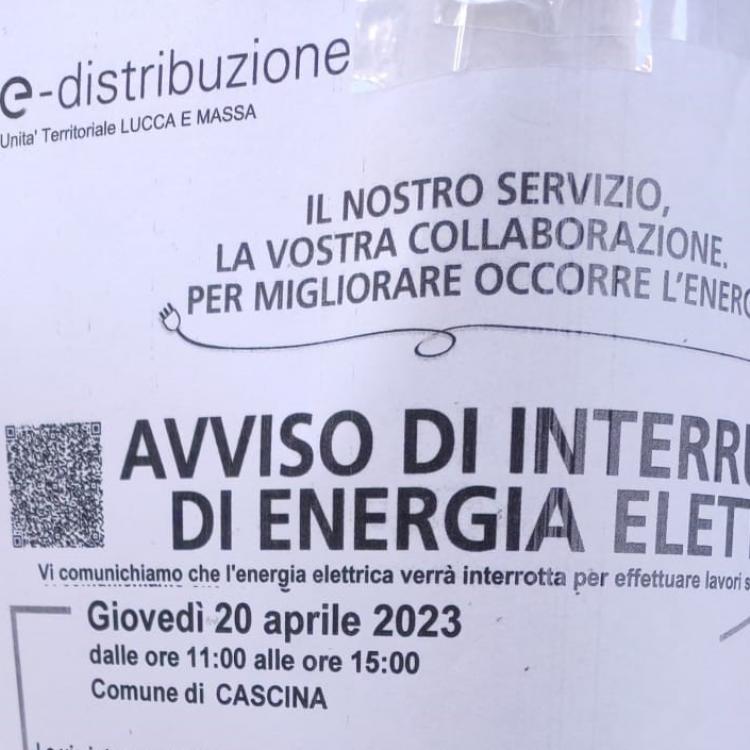 e-distribuzione
Unita' Territoriale LUCCA E MASSA
IL NOSTRO SERVIZIO,
LA VOSTRA COLLABORAZIONE.
PER MIGLIORARE OCCORRE L'ENERG
AVVISO DI INTERRU
DI ENERGIA ELETT
Vi comunichiamo che l'energia elettrica verrà interrotta per effettuare lavori s
Giovedì 20 aprile 2023
dalle ore 11:00 alle ore 15:00
Comune di CASCINA